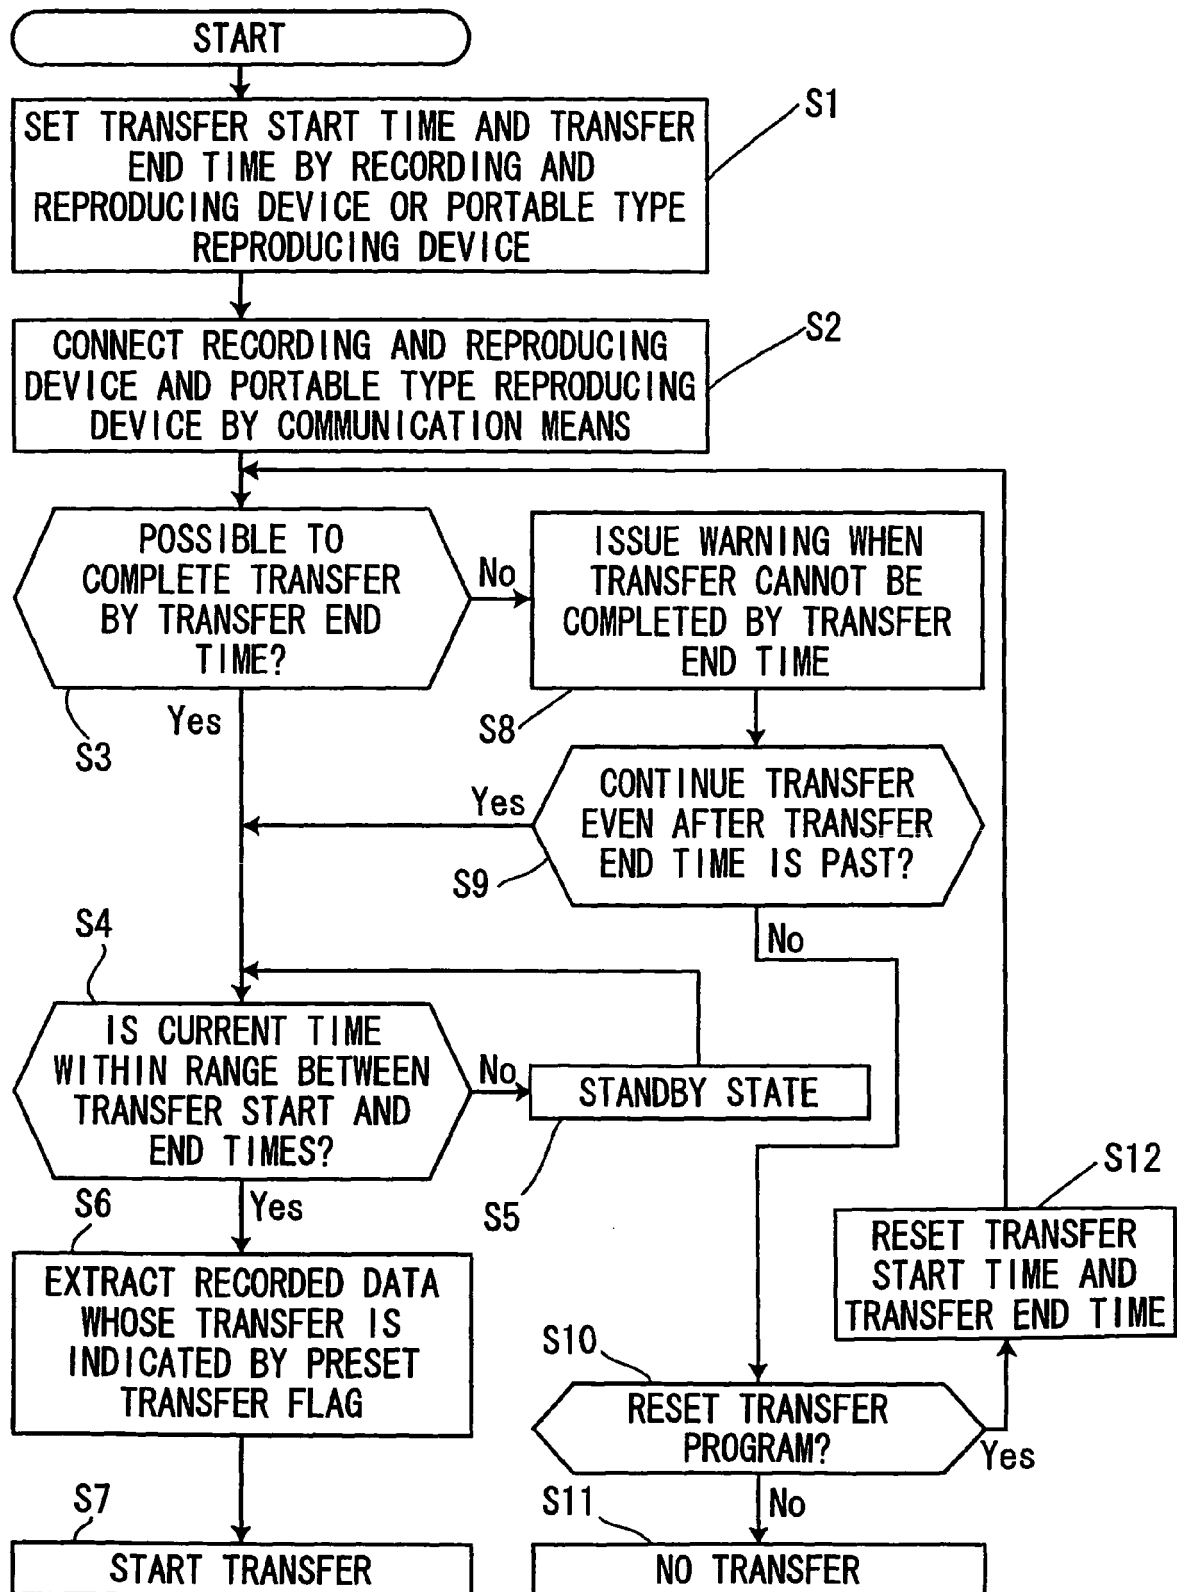 START
S1
SET TRANSFER START TIME AND TRANSFER
END TIME BY RECORDING AND
REPRODUCING DEVICE OR PORTABLE TYPE
REPRODUCING DEVICE
S2
CONNECT RECORDING AND REPRODUCING
DEVICE AND PORTABLE TYPE REPRODUCING
DEVICE BY COMMUNICATION MEANS
POSSIBLE TO
COMPLETE TRANSFER
BY TRANSFER END
TIME?
No
ISSUE WARNING WHEN
TRANSFER CANNOT BE
COMPLETED BY TRANSFER
END TIME
S3
Yes
S8
CONTINUE TRANSFER
EVEN AFTER TRANSFER
END TIME IS PAST?
Yes
S9
No
S4
IS CURRENT TIME
WITHIN RANGE BETWEEN
TRANSFER START AND
END TIMES?
No
STANDBY STATE
S5
S6
Yes
S12
RESET TRANSFER
START TIME AND
TRANSFER END TIME
EXTRACT RECORDED DATA
WHOSE TRANSFER IS
INDICATED BY PRESET
TRANSFER FLAG
S10
RESET TRANSFER
PROGRAM?
Yes
S7
START TRANSFER
S11
No
NO TRANSFER